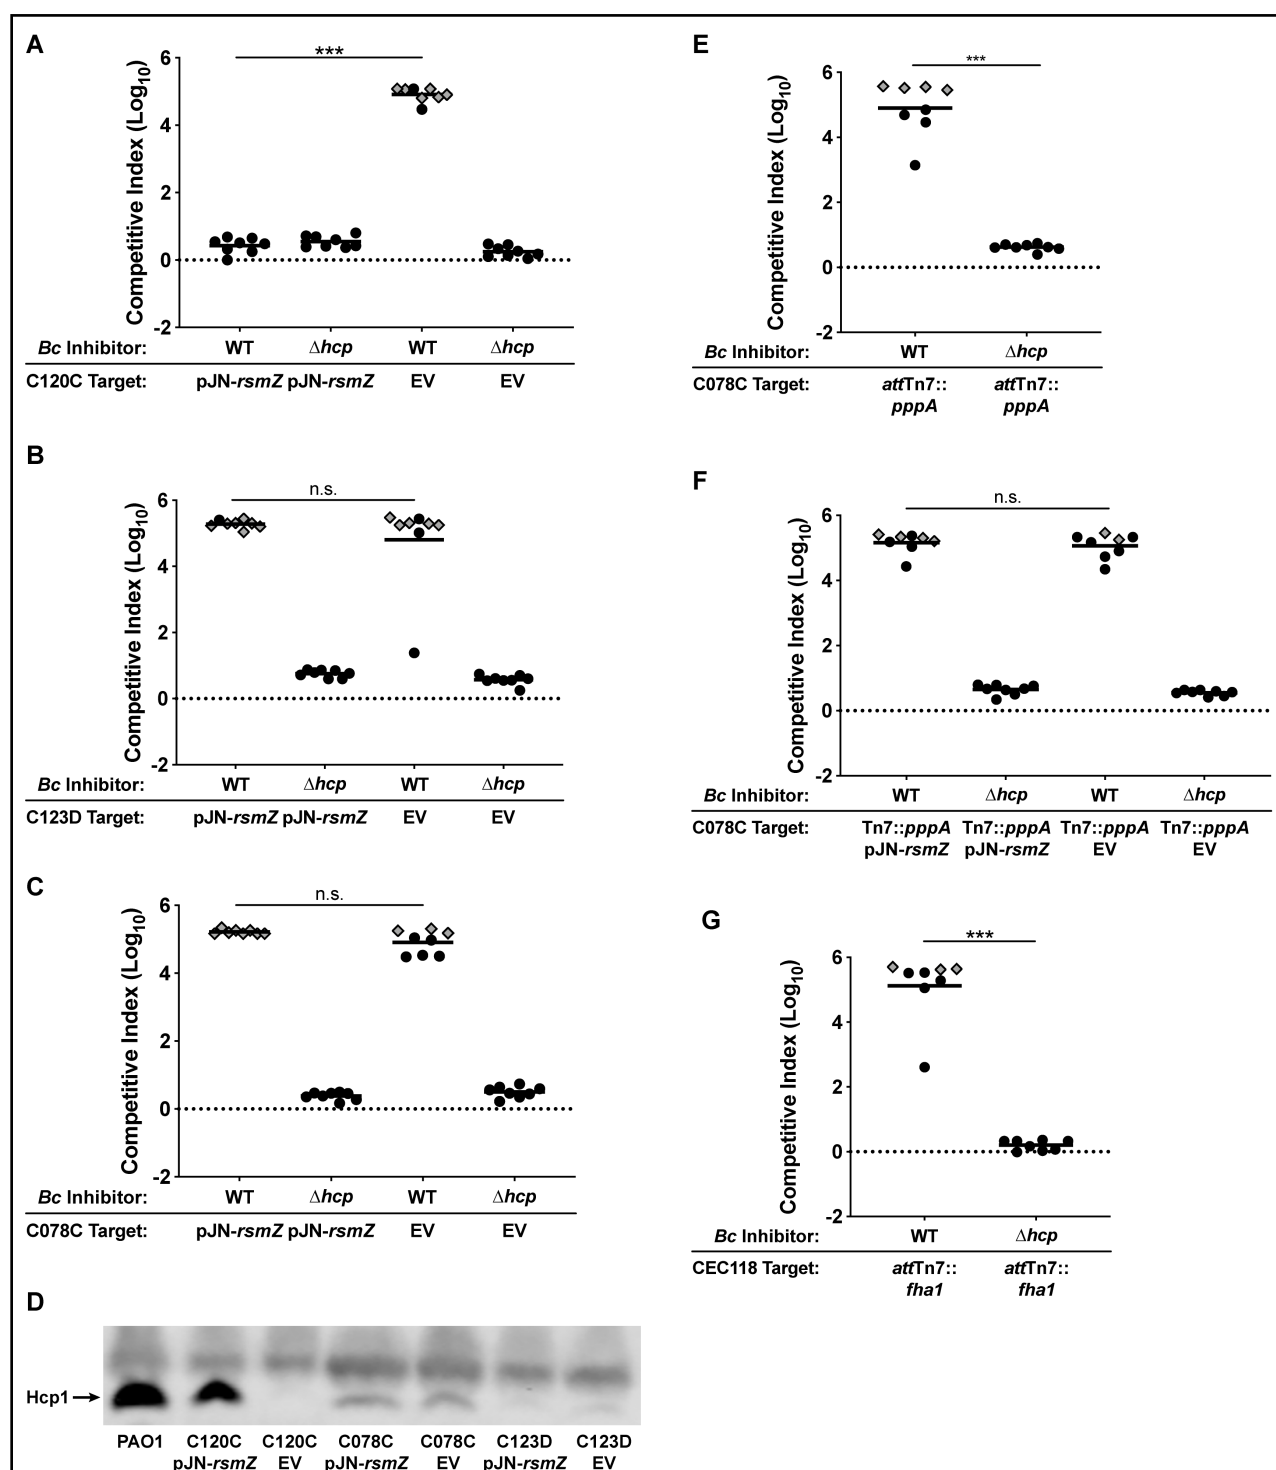 A
Competitive Index (Log10)
6
4
2
0
-2
***
Bc Inhibitor: WT Δhcp WT Δhcp
C120C Target: pJN-rsmZ pJN-rsmZ EV EV
B
Competitive Index (Log10)
6
4
2
0
-2
n.s.
Bc Inhibitor: WT Δhcp WT Δhcp
C123D Target: pJN-rsmZ pJN-rsmZ EV EV
C
Competitive Index (Log10)
6
4
2
0
-2
n.s.
Bc Inhibitor: WT Δhcp WT Δhcp
C078C Target: pJN-rsmZ pJN-rsmZ EV EV
D
Hcp1
PAO1 C120C C120C C078C C078C C123D C123D
pJN-rsmZ EV pJN-rsmZ EV pJN-rsmZ EV
E
Competitive Index (Log10)
6
4
2
0
-2
***
Bc Inhibitor: WT Δhcp
C078C Target: attTn7:: attTn7::
pppA pppA
F
Competitive Index (Log10)
6
4
2
0
-2
n.s.
Bc Inhibitor: WT Δhcp WT Δhcp
C078C Target: Tn7::pppA Tn7::pppA Tn7::pppA Tn7::pppA
pJN-rsmZ pJN-rsmZ EV EV
G
Competitive Index (Log10)
6
4
2
0
-2
***
Bc Inhibitor: WT Δhcp
CEC118 Target: attTn7:: attTn7::
fha1 fha1